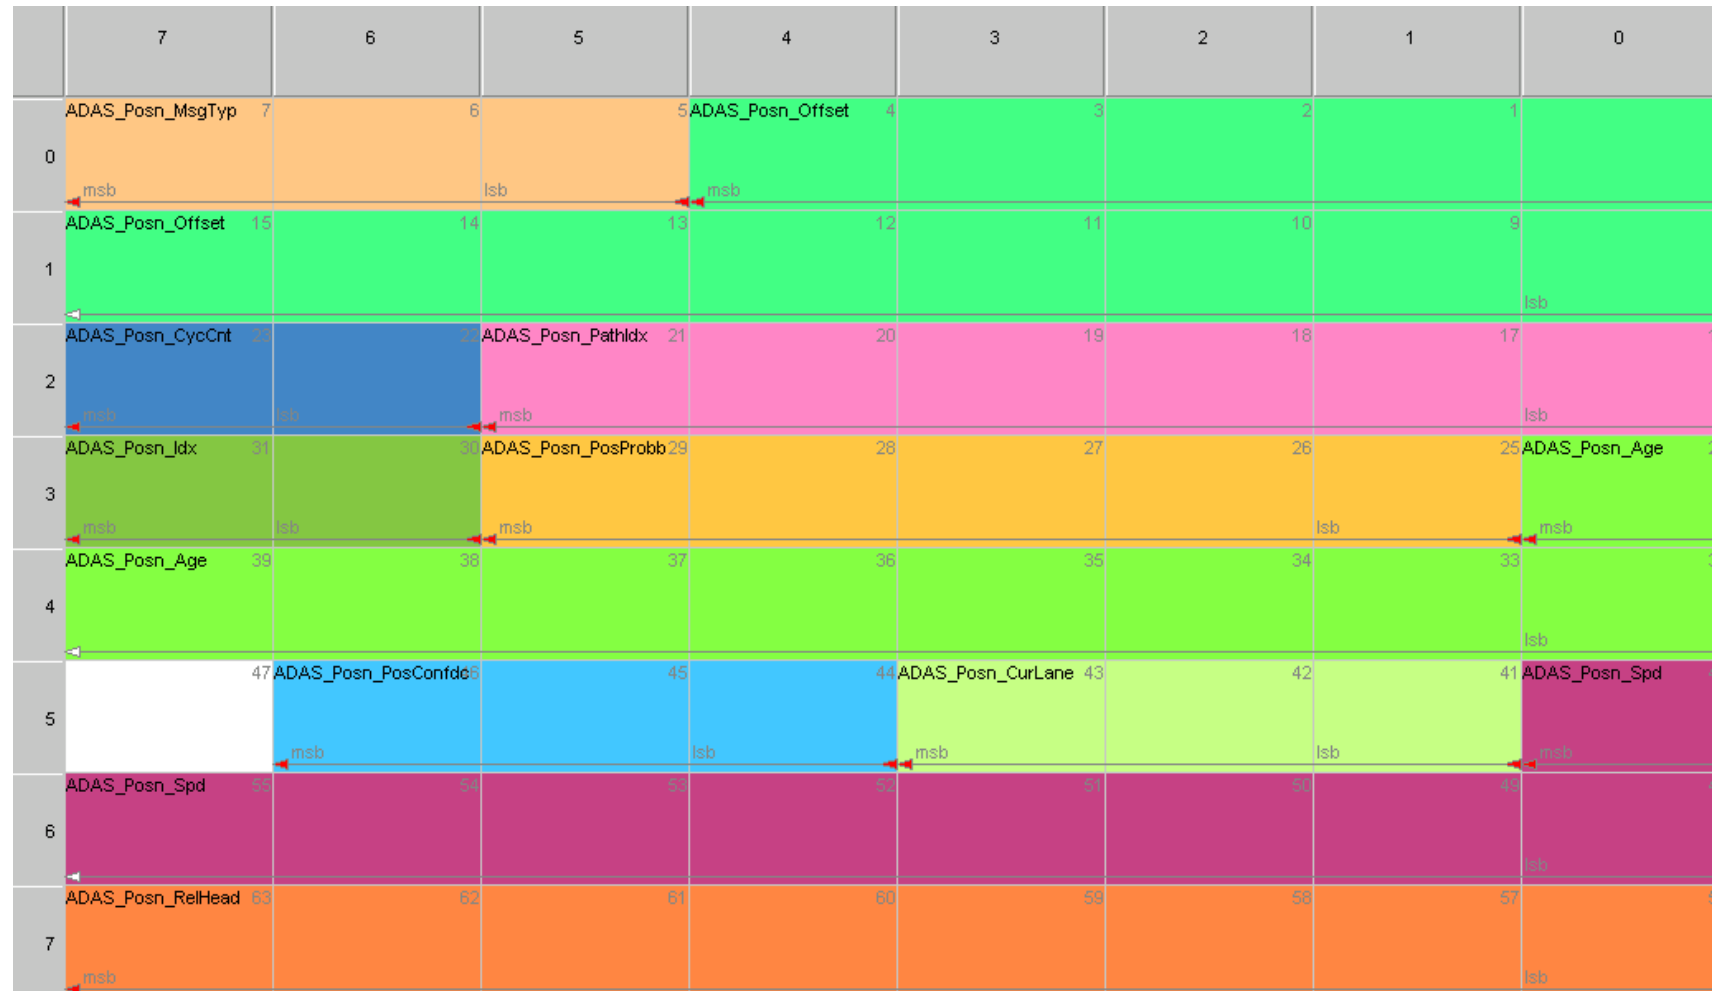 7 6 5 4 3 2 1 0
ADAS_Posn_MsgTyp 7 6 5 ADAS_Posn_Offset 4 3 2 1
0
msb lsb msb
ADAS_Posn_Offset 15 14 13 12 11 10 9
1
lsb
ADAS_Posn_CycCnt 23 22 ADAS_Posn_PathIdx 21 20 19 18 17
2
msb lsb msb lsb
ADAS_Posn_Idx 31 30 ADAS_Posn_PosProbb 29 28 27 26 25 ADAS_Posn_Age
3
msb lsb msb lsb msb
ADAS_Posn_Age 39 38 37 36 35 34 33
4
lsb
47 ADAS_Posn_PosConfdc 45 44 ADAS_Posn_CurLane 43 42 41 ADAS_Posn_Spd
5
msb lsb msb lsb msb
ADAS_Posn_Spd 55 54 53 52 51 50 49
6
lsb
ADAS_Posn_RelHead 63 62 61 60 59 58 57
7
msb lsb